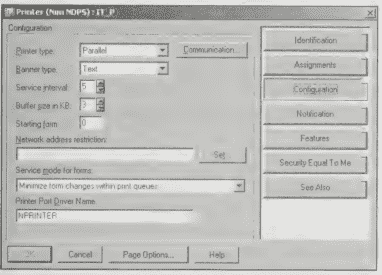 Printer (Non NDPS) : IT_P
Configuration
Printer type: Parallel Communication...
Banner type: Text
Service interval: 5
Buffer size in KB: 3
Starting form: 0
Network address restriction:
Set...
Service mode for forms:
Minimize form changes within print queues
Printer Port Driver Name
NPRINTER
OK Cancel Page Options... Help
Identification
Assignments
Configuration
Notification
Features
Security Equal To Me
See Also